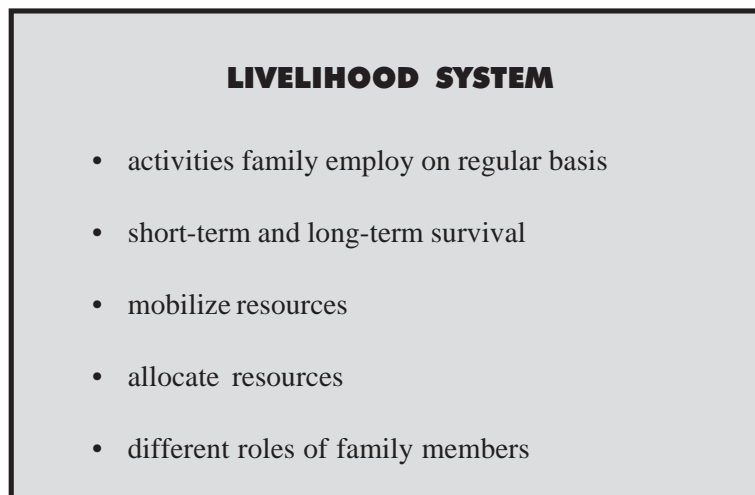 LIVELIHOOD SYSTEM
• activities family employ on regular basis
• short-term and long-term survival
• mobilize resources
• allocate resources
• different roles of family members